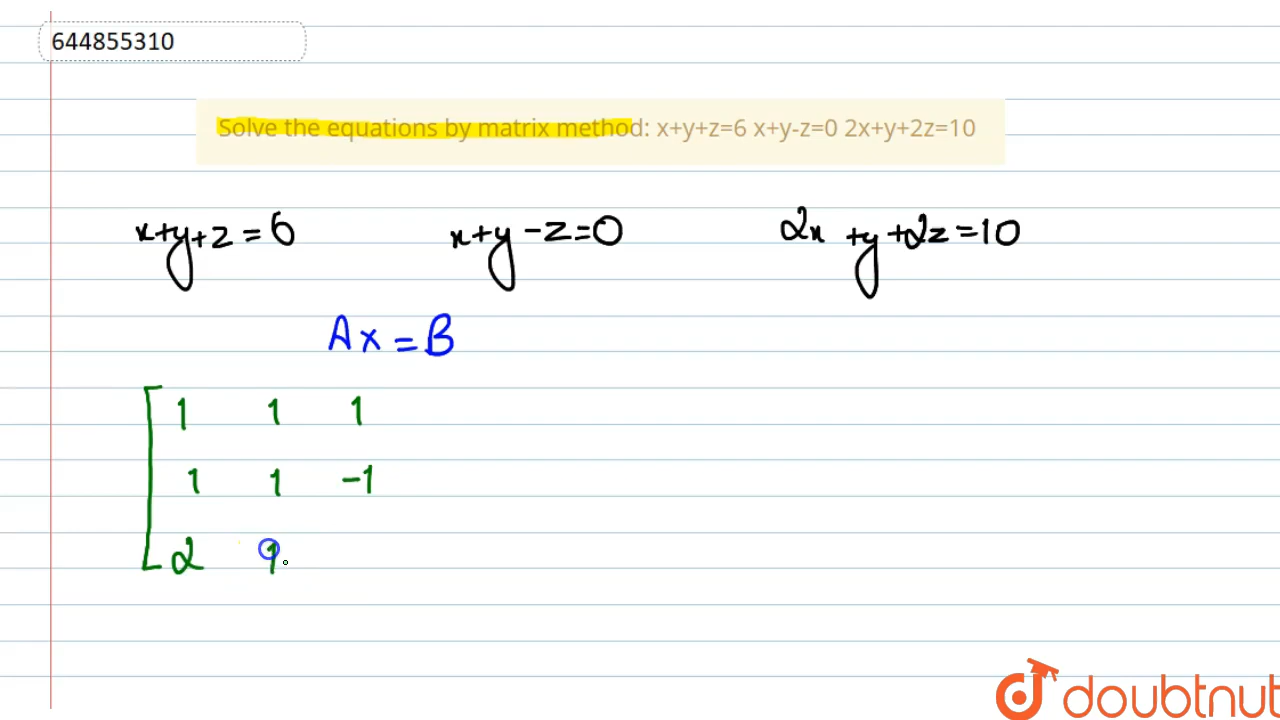 644855310
Solve the equations by matrix method: x+y+z=6 x+y-z=0 2x+y+2z=10
x+y+z=6 x+y-z=0 2x+y+2z=10
Ax=B
1 1 1
1 1 -1
2 1
doubtnut